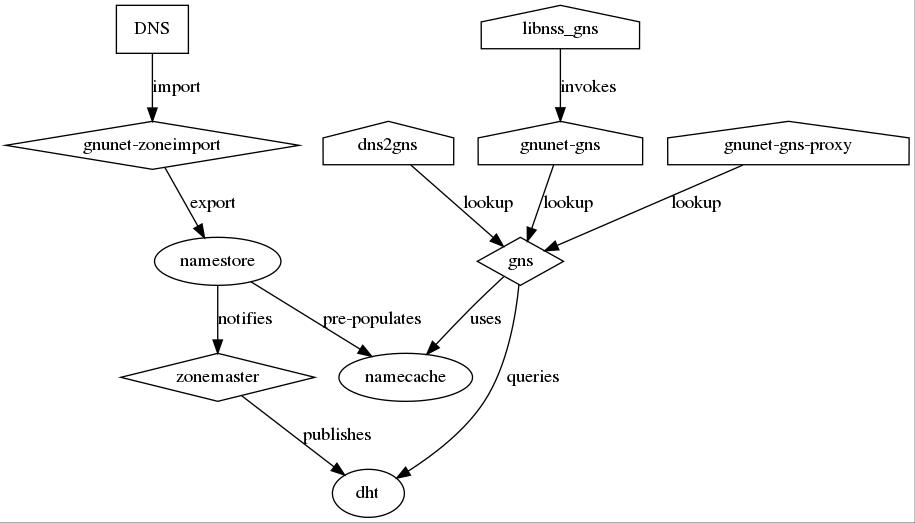 DNS
libnss_gns
import
invokes
gnunet-zoneimport
dns2gns
gnunet-gns
gnunet-gns-proxy
export
lookup
lookup
lookup
namestore
gns
notifies
pre-populates
uses
zonemaster
namecache
queries
publishes
dht